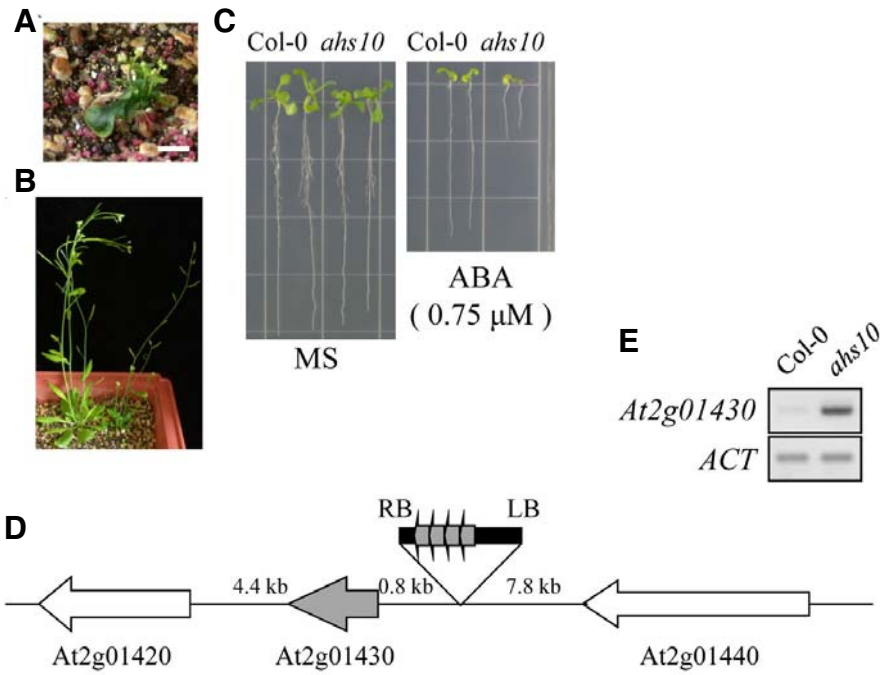 A
B
C
Col-0 ahs10
Col-0 ahs10
MS
ABA
( 0.75 μM )
E
Col-0
ahs10
At2g01430
ACT
D
RB
LB
4.4 kb
0.8 kb
7.8 kb
At2g01420
At2g01430
At2g01440